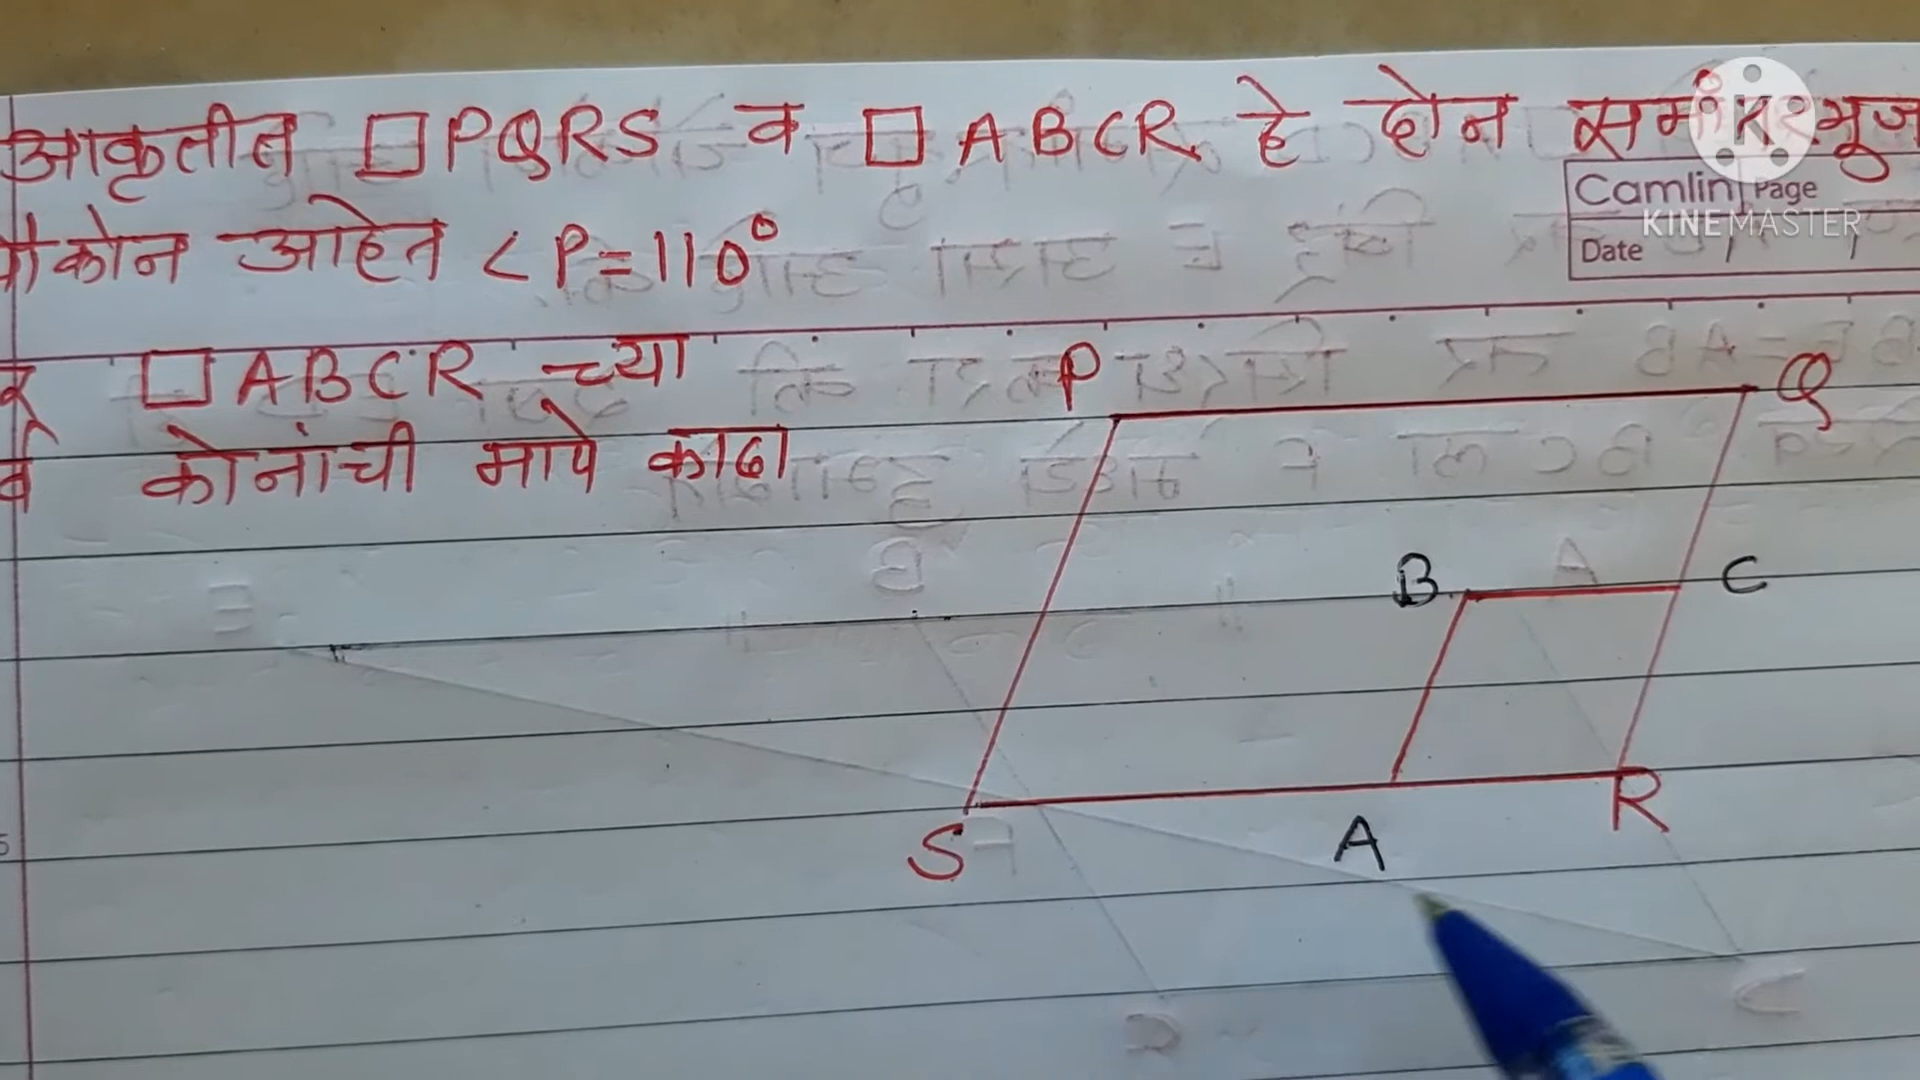 आकृतीत □PQRS व □ABCR हे दोन समांतरभूज
कोन आहेत < P = 110°
□ABCR च्या
कोनांची मापे काढा
Camlin Page
Date
KINEMASTER
K
P
Q
B
C
S
A
R